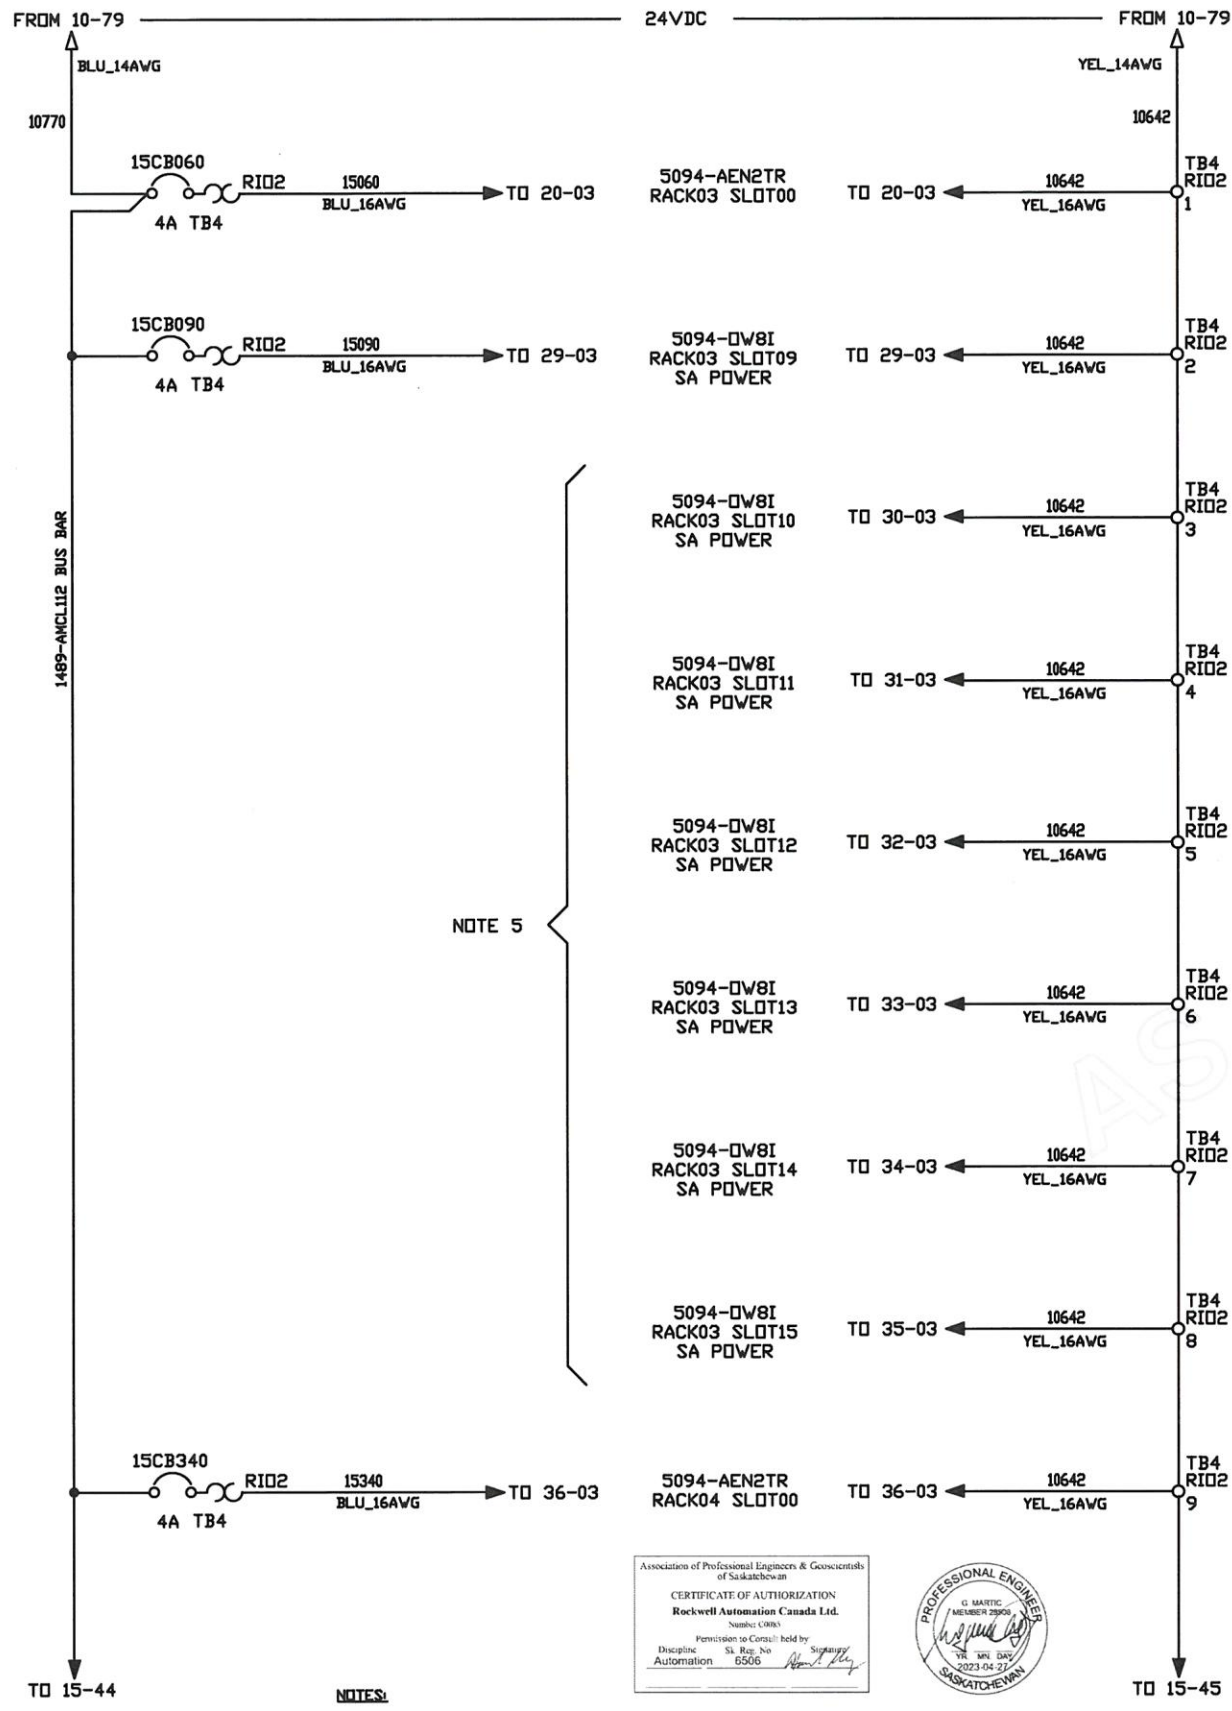 FROM 10-79 24VDC FROM 10-79
BLU_14AWG YEL_14AWG
10770 10642
15CB060
RIO2 15060
BLU_16AWG
TO 20-03
4A TB4
5094-AEN2TR
RACK03 SLOT00
TO 20-03
10642
YEL_16AWG
TB4
RIO2
1
15CB090
RIO2 15090
BLU_16AWG
TO 29-03
4A TB4
5094-OW8I
RACK03 SLOT09
SA POWER
TO 29-03
10642
YEL_16AWG
TB4
RIO2
2
1489-AMCL112 BUS BAR
NOTE 5
5094-OW8I
RACK03 SLOT10
SA POWER
TO 30-03
10642
YEL_16AWG
TB4
RIO2
3
5094-OW8I
RACK03 SLOT11
SA POWER
TO 31-03
10642
YEL_16AWG
TB4
RIO2
4
5094-OW8I
RACK03 SLOT12
SA POWER
TO 32-03
10642
YEL_16AWG
TB4
RIO2
5
5094-OW8I
RACK03 SLOT13
SA POWER
TO 33-03
10642
YEL_16AWG
TB4
RIO2
6
AS
5094-OW8I
RACK03 SLOT14
SA POWER
TO 34-03
10642
YEL_16AWG
TB4
RIO2
7
5094-OW8I
RACK03 SLOT15
SA POWER
TO 35-03
10642
YEL_16AWG
TB4
RIO2
8
15CB340
RIO2 15340
BLU_16AWG
TO 36-03
4A TB4
5094-AEN2TR
RACK04 SLOT00
TO 36-03
10642
YEL_16AWG
TB4
RIO2
9
Association of Professional Engineers & Geoscientists
of Saskatchewan
CERTIFICATE OF AUTHORIZATION
Rockwell Automation Canada Ltd.
Number
Permission to Consult held by
Discipline Sk. Reg. No Signature
Automation 6506
PROFESSIONAL ENGINEER
G MARTIC
MEMBER
YR. MN. DAY
2023-04-27
SASKATCHEWAN
TO 15-44
NOTES:
TO 15-45